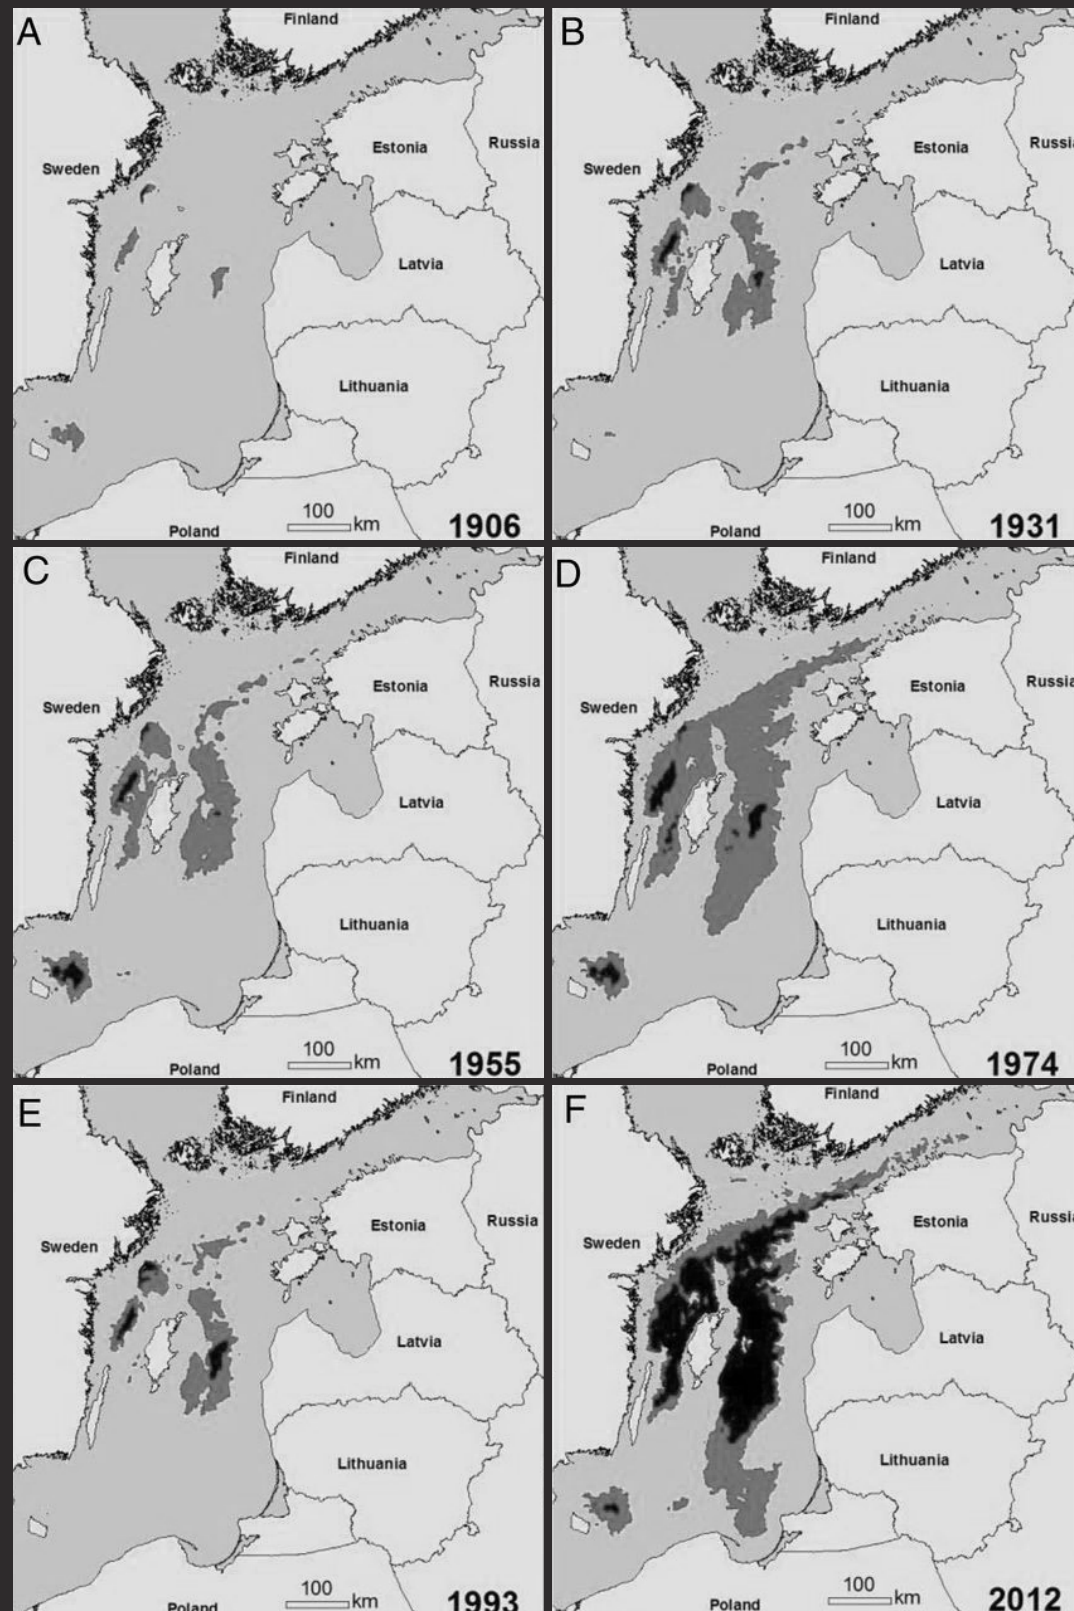 A
Finland
Estonia
Russia
Sweden
Latvia
Lithuania
100
km
Poland
1906
B
Finland
Estonia
Russia
Sweden
Latvia
Lithuania
100
km
Poland
1931
C
Finland
Estonia
Russia
Sweden
Latvia
Lithuania
100
km
Poland
1955
D
Finland
Estonia
Russia
Sweden
Latvia
Lithuania
100
km
Poland
1974
E
Finland
Estonia
Russia
Sweden
Latvia
Lithuania
100
km
Poland
1993
F
Finland
Estonia
Russia
Sweden
Latvia
Lithuania
100
km
Poland
2012